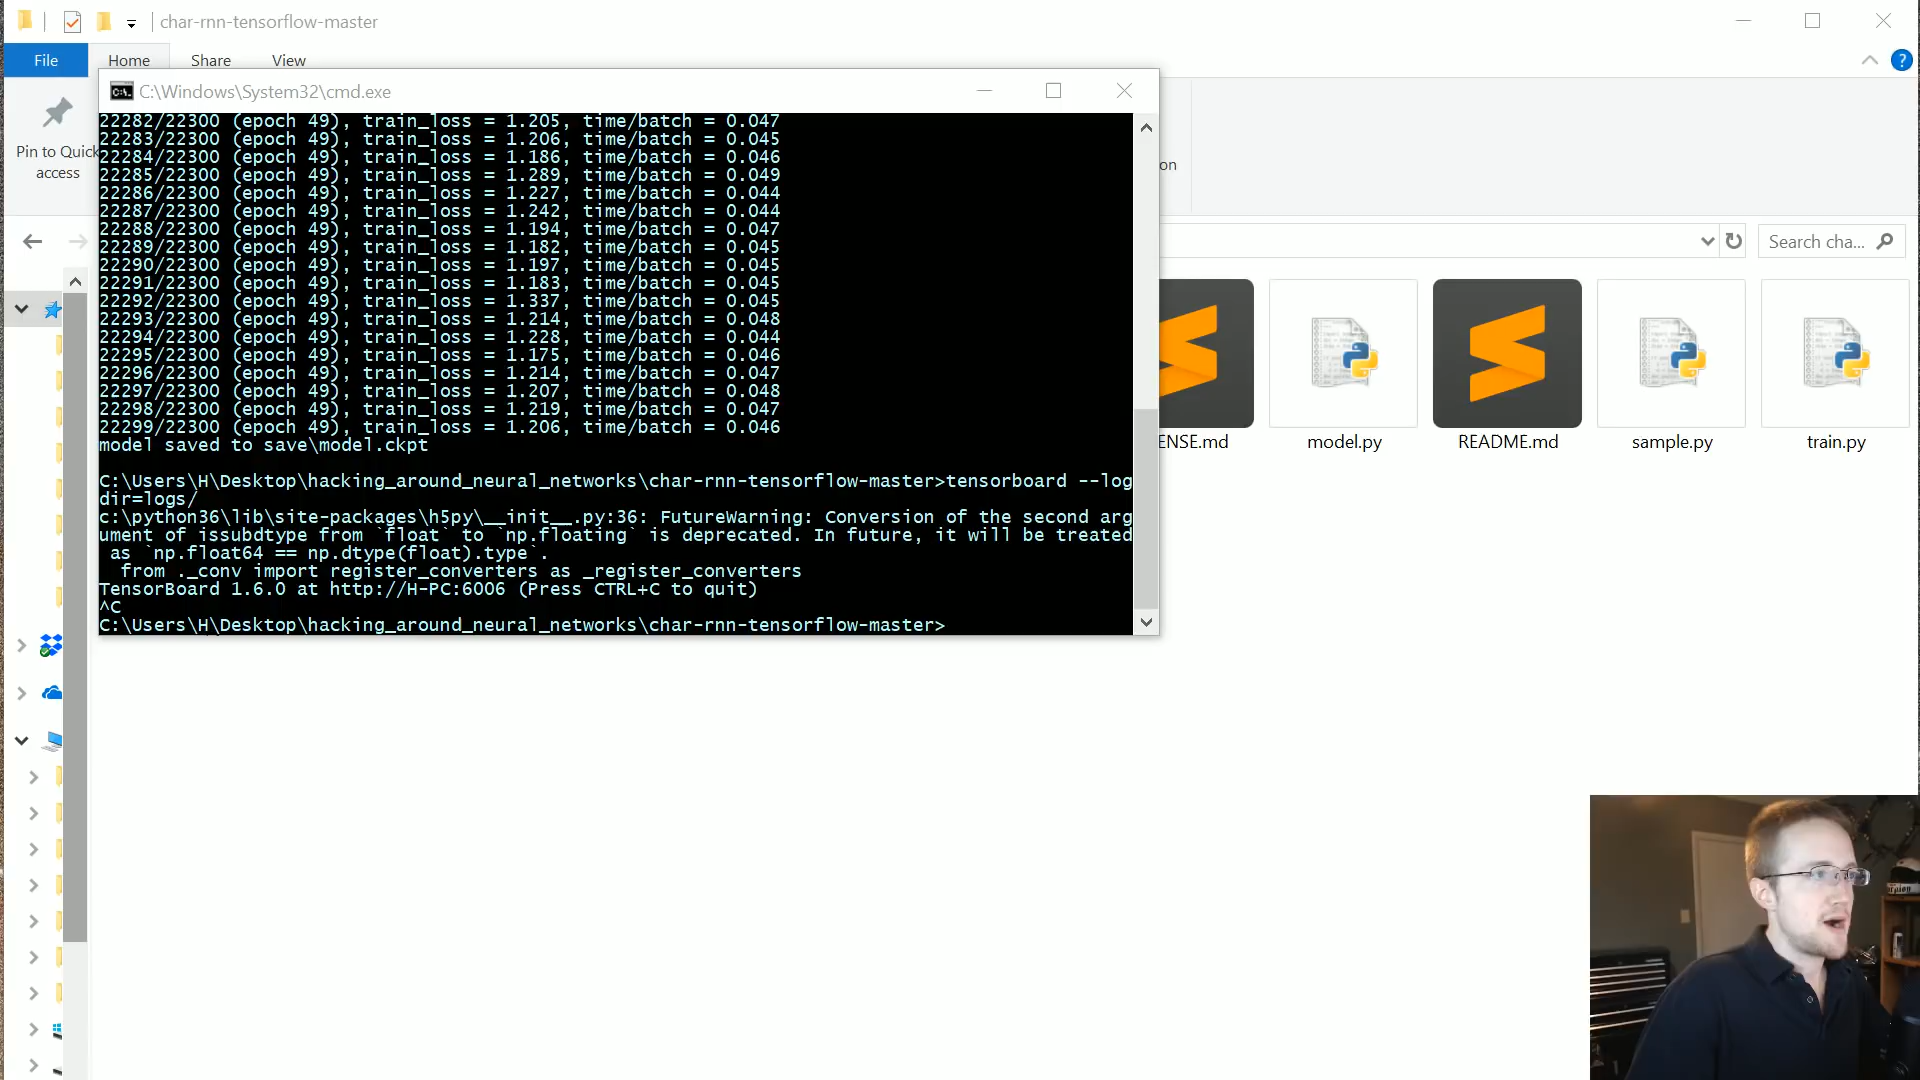 char-rnn-tensorflow-master
File
Home
Share
View
C:\Windows\System32\cmd.exe
Pin to Quick
access
22282/22300 (epoch 49), train_loss = 1.205, time/batch = 0.047
22283/22300 (epoch 49), train_loss = 1.206, time/batch = 0.045
22284/22300 (epoch 49), train_loss = 1.186, time/batch = 0.046
22285/22300 (epoch 49), train_loss = 1.289, time/batch = 0.049
22286/22300 (epoch 49), train_loss = 1.227, time/batch = 0.044
22287/22300 (epoch 49), train_loss = 1.242, time/batch = 0.044
22288/22300 (epoch 49), train_loss = 1.194, time/batch = 0.047
22289/22300 (epoch 49), train_loss = 1.182, time/batch = 0.045
22290/22300 (epoch 49), train_loss = 1.197, time/batch = 0.045
22291/22300 (epoch 49), train_loss = 1.183, time/batch = 0.045
22292/22300 (epoch 49), train_loss = 1.337, time/batch = 0.045
22293/22300 (epoch 49), train_loss = 1.214, time/batch = 0.048
22294/22300 (epoch 49), train_loss = 1.228, time/batch = 0.044
22295/22300 (epoch 49), train_loss = 1.175, time/batch = 0.046
22296/22300 (epoch 49), train_loss = 1.214, time/batch = 0.047
22297/22300 (epoch 49), train_loss = 1.207, time/batch = 0.048
22298/22300 (epoch 49), train_loss = 1.219, time/batch = 0.047
22299/22300 (epoch 49), train_loss = 1.206, time/batch = 0.046
model saved to save\model.ckpt
C:\Users\H\Desktop\hacking_around_neural_networks\char-rnn-tensorflow-master>tensorboard --log
dir=logs/
c:\python36\lib\site-packages\h5py\__init__.py:36: FutureWarning: Conversion of the second arg
ument of issubdtype from `float` to `np.floating` is deprecated. In future, it will be treated
as `np.float64 == np.dtype(float).type`.
from ._conv import register_converters as _register_converters
TensorBoard 1.6.0 at http://H-PC:6006 (Press CTRL+C to quit)
^C
C:\Users\H\Desktop\hacking_around_neural_networks\char-rnn-tensorflow-master>
on
Search cha...
ENSE.md
model.py
README.md
sample.py
train.py